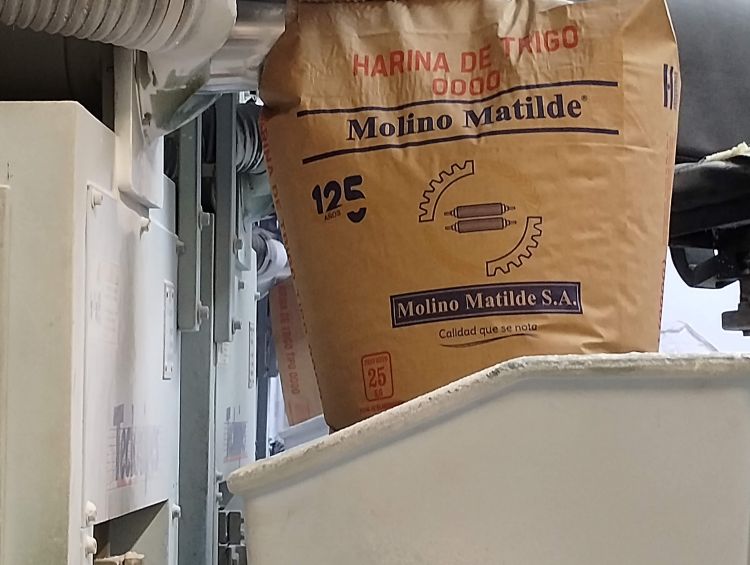 HARINA DE TRIGO
0000
Molino Matilde
125
AÑOS
Molino Matilde S.A.
Calidad que se nota
25